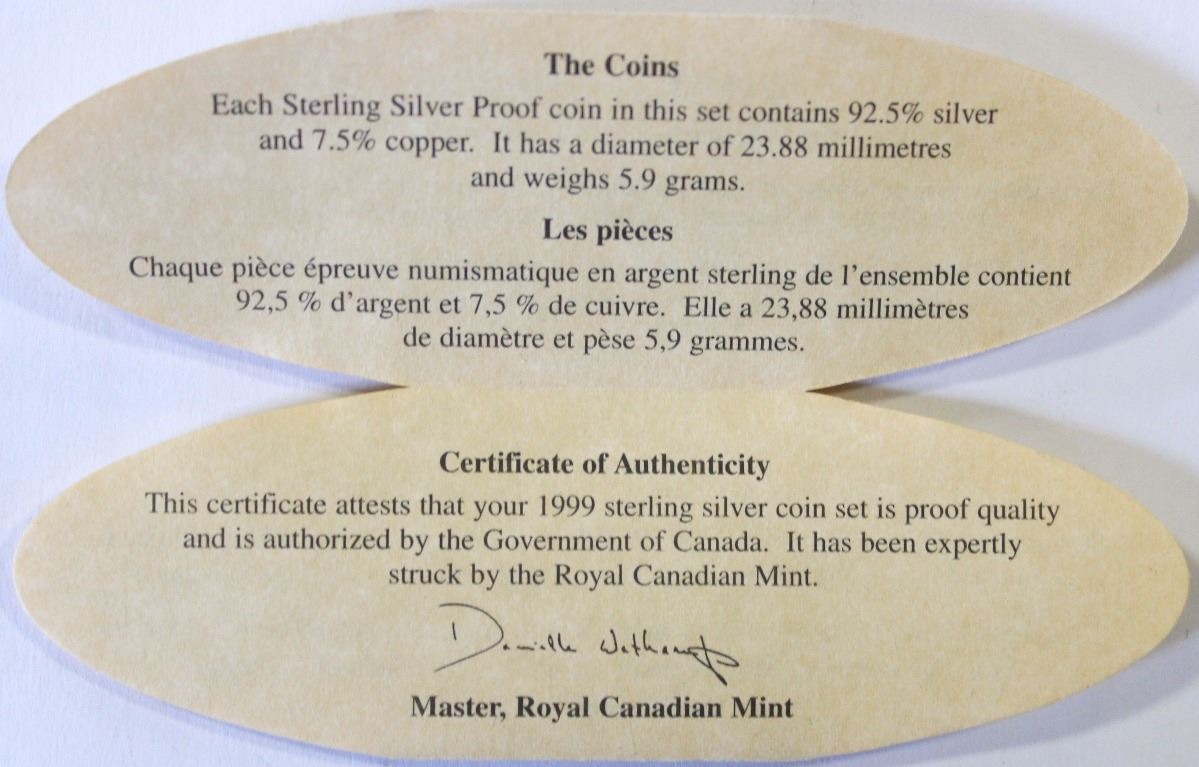 The Coins
Each Sterling Silver Proof coin in this set contains 92.5% silver
and 7.5% copper. It has a diameter of 23.88 millimetres
and weighs 5.9 grams.
Les pièces
Chaque pièce épreuve numismatique en argent sterling de l'ensemble contient
92,5 % d'argent et 7,5 % de cuivre. Elle a 23,88 millimètres
de diamètre et pèse 5,9 grammes.
Certificate of Authenticity
This certificate attests that your 1999 sterling silver coin set is proof quality
and is authorized by the Government of Canada. It has been expertly
struck by the Royal Canadian Mint.
Master, Royal Canadian Mint